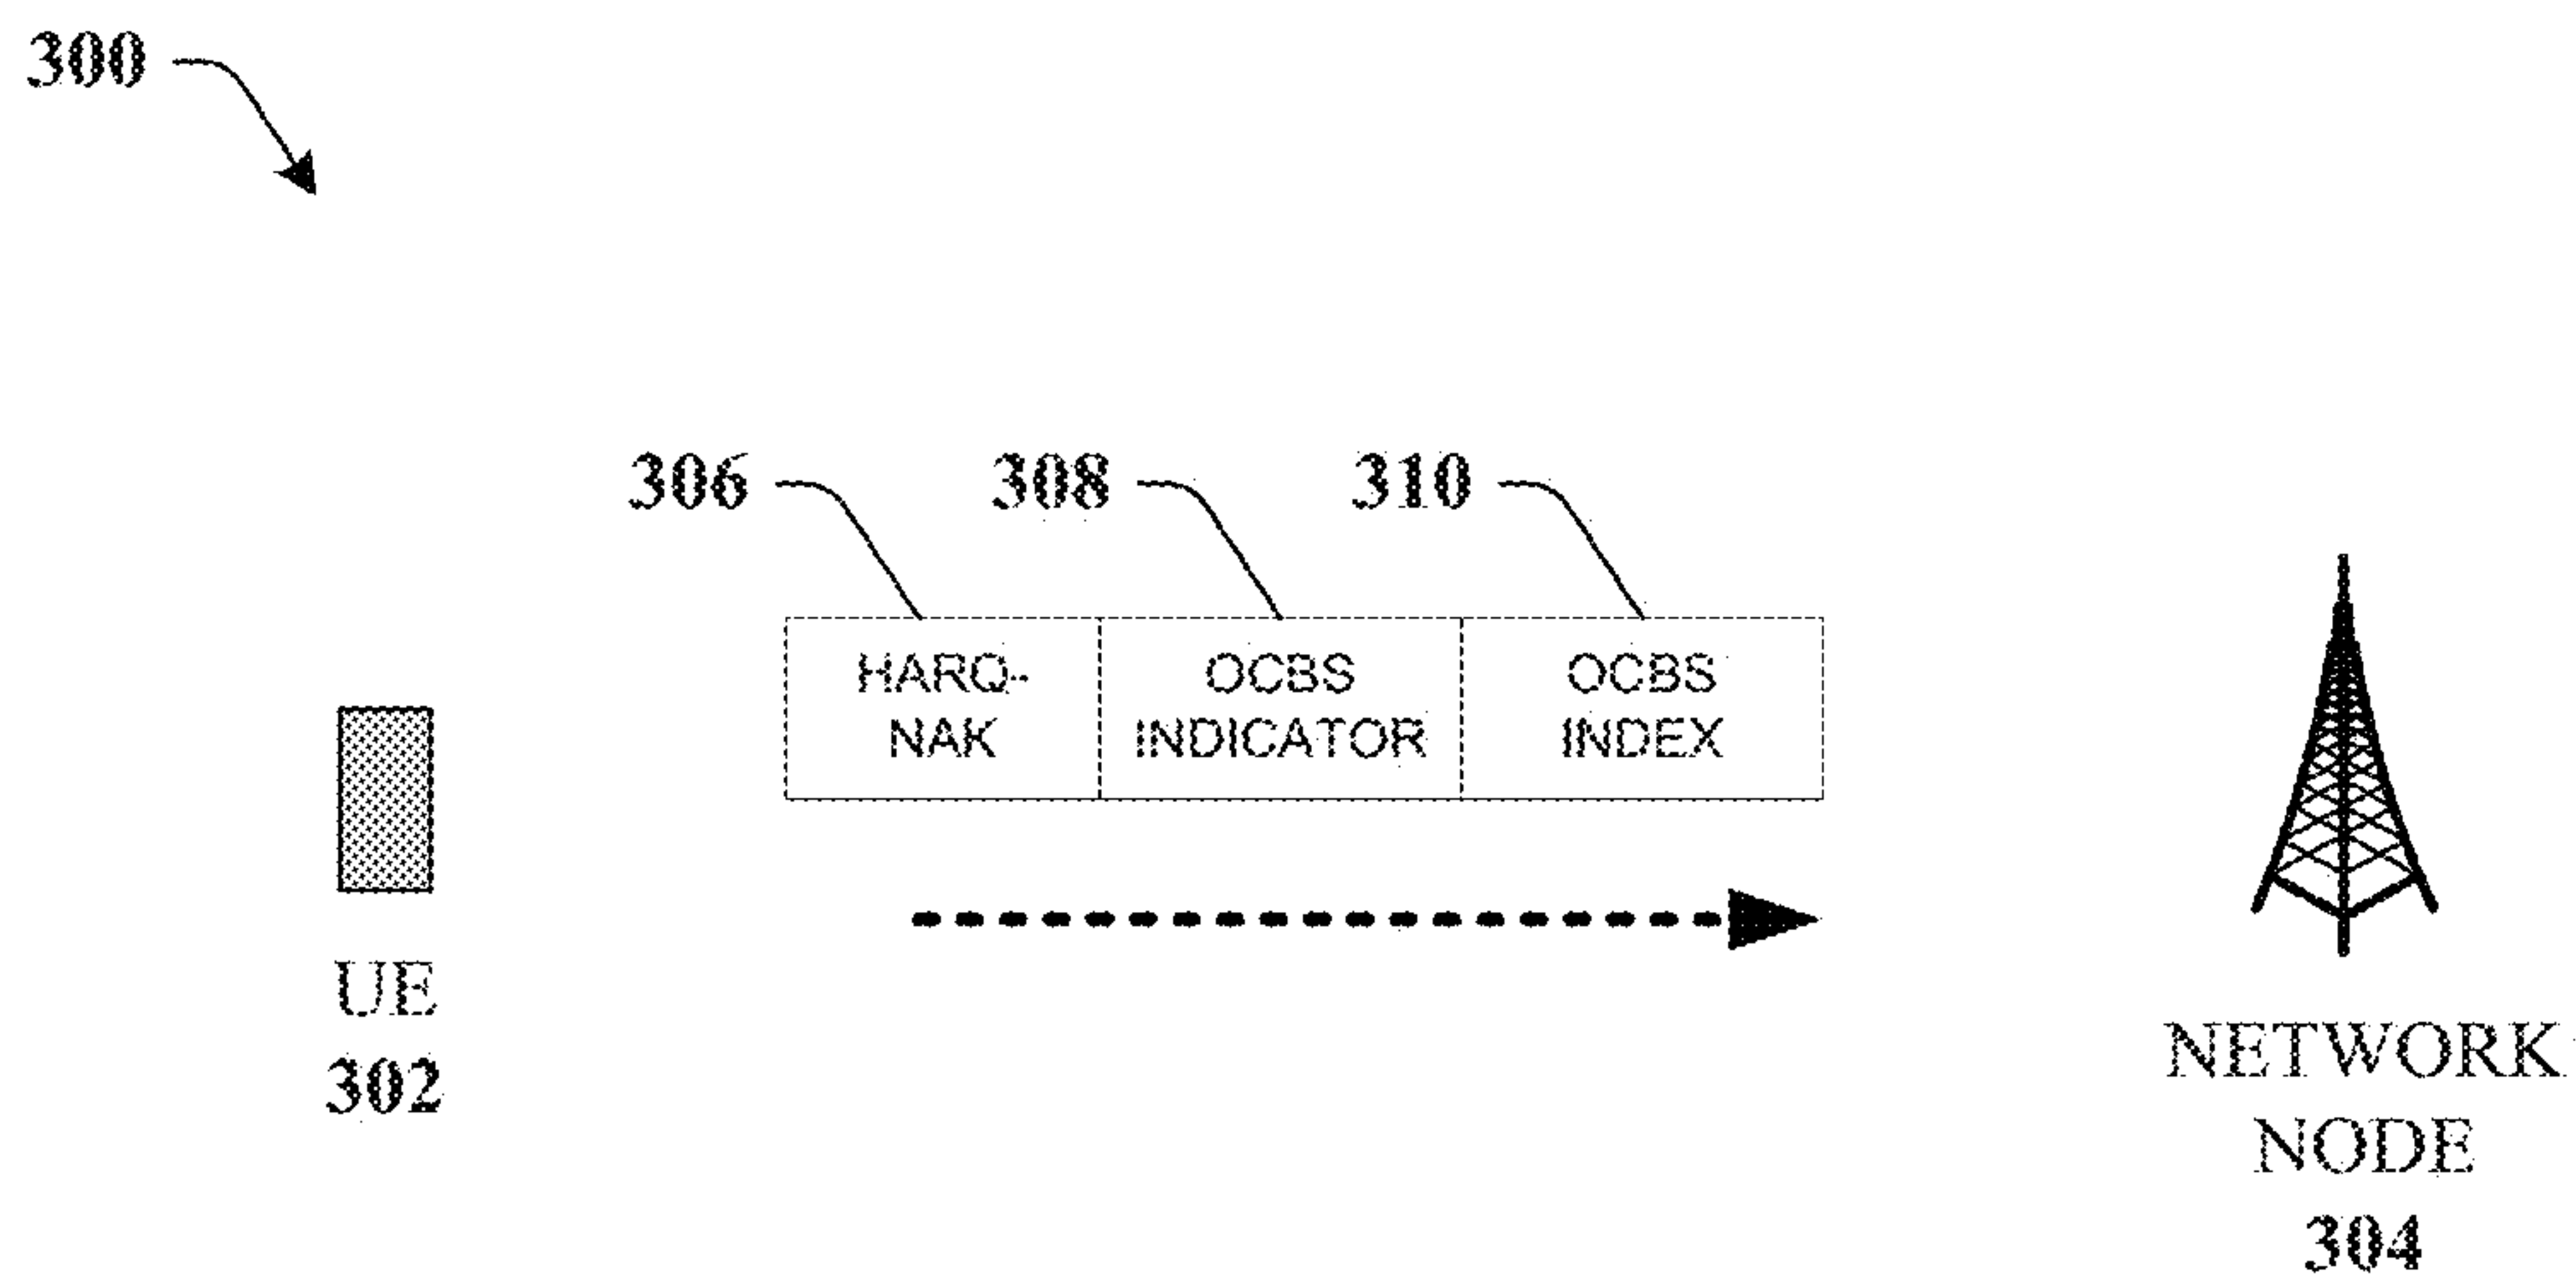 300
306 308 310
HARQ-
NAK
OCBS
INDICATOR
OCBS
INDEX
UE
302
NETWORK
NODE
304